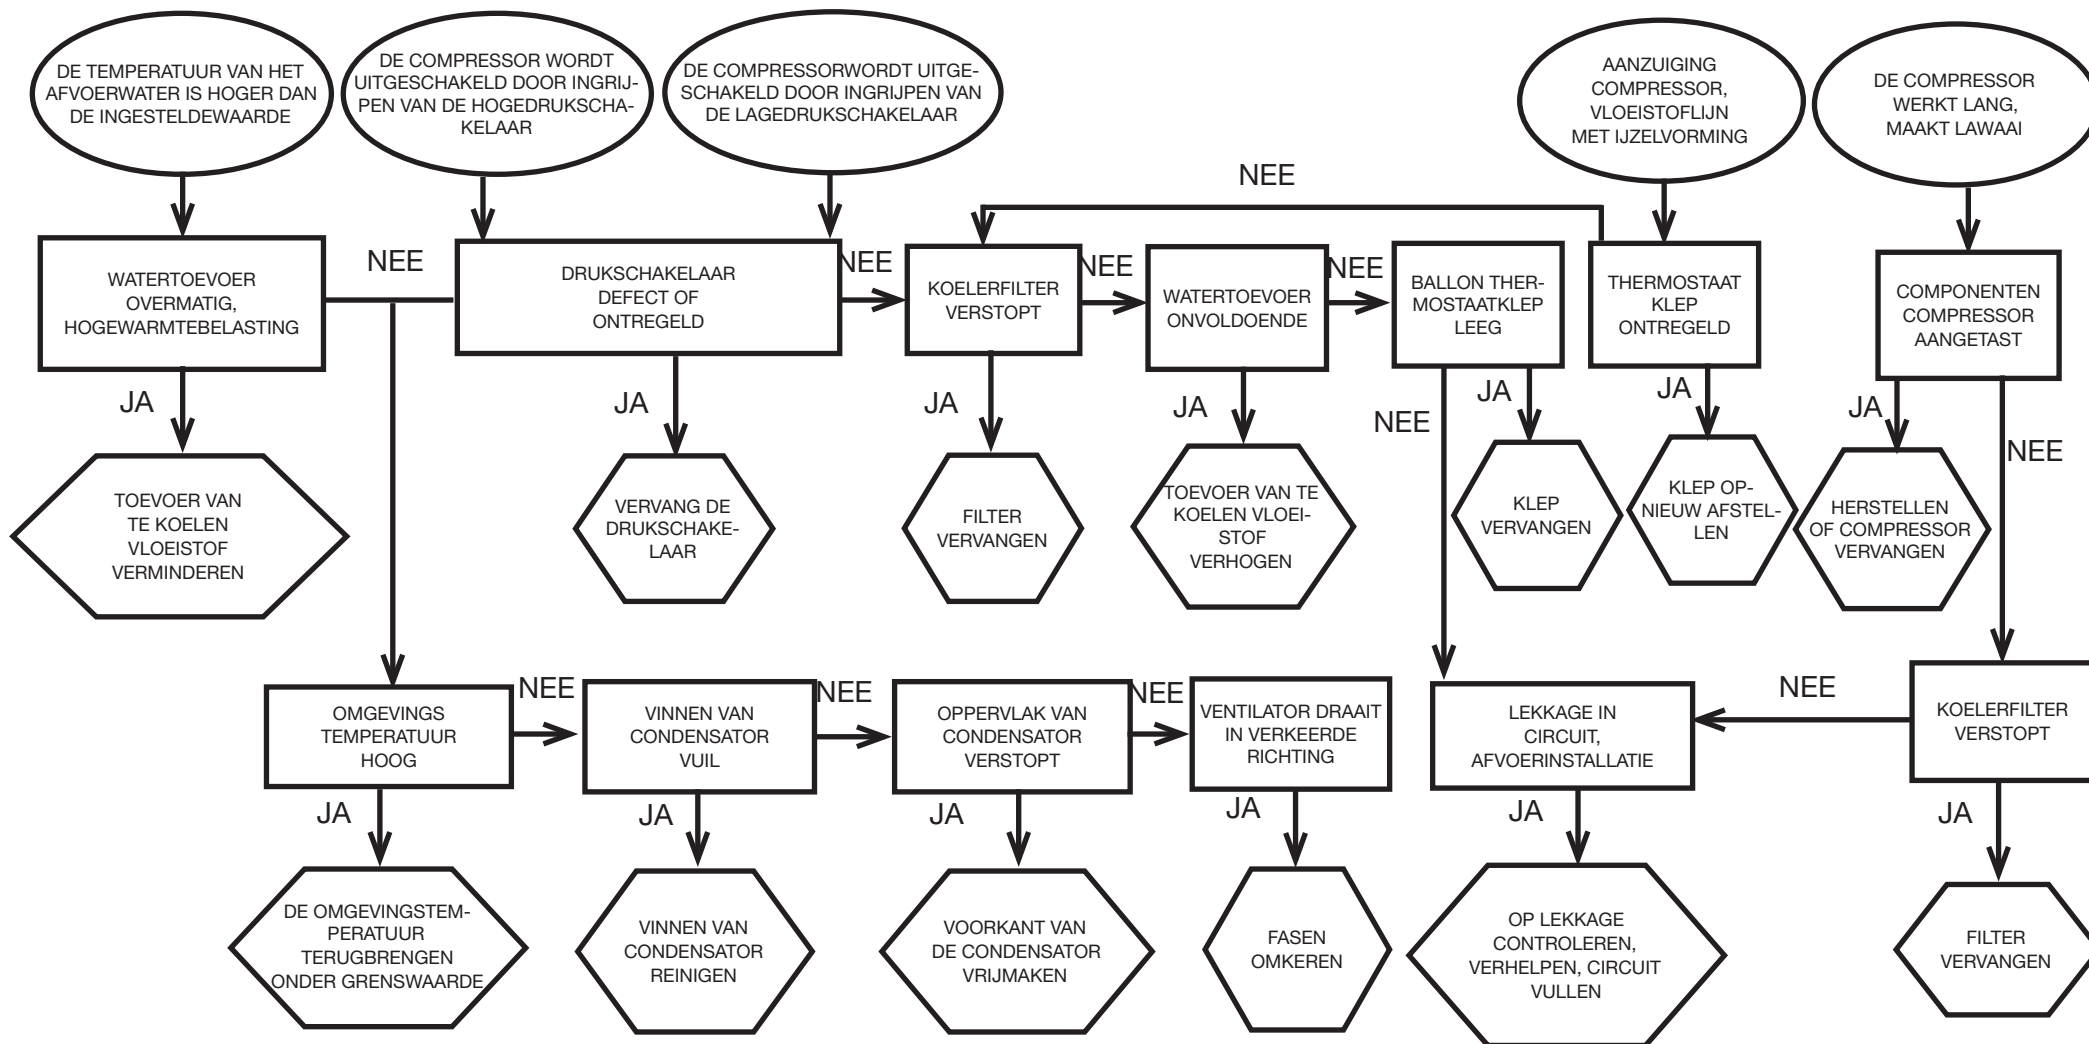 DE TEMPERATUUR VAN HET
AFVOERWATER IS HOGER DAN
DE INGESTELDEWAARDE
DE COMPRESSOR WORDT
UITGESCHAKELD DOOR INGRIJ-
PEN VAN DE HOGEDRUKSCHA-
KELAAR
DE COMPRESSORWORDT UITGE-
SCHAKELD DOOR INGRIJPEN VAN
DE LAGEDRUKSCHAKELAAR
AANZUIGING
COMPRESSOR,
VLOEISTOFLIJN
MET IJZELVORMING
DE COMPRESSOR
WERKT LANG,
MAAKT LAWAAI
NEE
WATERTOEVOER
OVERMATIG,
HOGEWARMTEBELASTING
NEE
DRUKSCHAKELAAR
DEFECT OF
ONTREGELD
NEE
KOELERFILTER
VERSTOPT
NEE
WATERTOEVOER
ONVOLDOENDE
NEE
BALLON THER-
MOSTAATKLEP
LEEG
THERMOSTAAT
KLEP
ONTREGELD
COMPONENTEN
COMPRESSOR
AANGETAST
JA
JA
JA
JA
NEE
JA
JA
JA
NEE
TOEVOER VAN
TE KOELEN
VLOEISTOF
VERMINDEREN
VERVANG DE
DRUKSCHAKE-
LAAR
FILTER
VERVANGEN
TOEVOER VAN TE
KOELEN VLOEI-
STOF
VERHOGEN
KLEP
VERVANGEN
KLEP OP-
NIEUW AFSTEL-
LEN
HERSTELLEN
OF COMPRESSOR
VERVANGEN
OMGEVINGS
TEMPERATUUR
HOOG
NEE
VINNEN VAN
CONDENSATOR
VUIL
NEE
OPPERVLAK VAN
CONDENSATOR
VERSTOPT
NEE
VENTILATOR DRAAIT
IN VERKEERDE
RICHTING
LEKKAGE IN
CIRCUIT,
AFVOERINSTALLATIE
NEE
KOELERFILTER
VERSTOPT
JA
JA
JA
JA
JA
JA
DE OMGEVINGSTEM-
PERATUUR
TERUGBRENGEN
ONDER GRENSWAARDE
VINNEN VAN
CONDENSATOR
REINIGEN
VOORKANT VAN
DE CONDENSATOR
VRIJMAKEN
FASEN
OMKEREN
OP LEKKAGE
CONTROLEREN,
VERHELPEN, CIRCUIT
VULLEN
FILTER
VERVANGEN